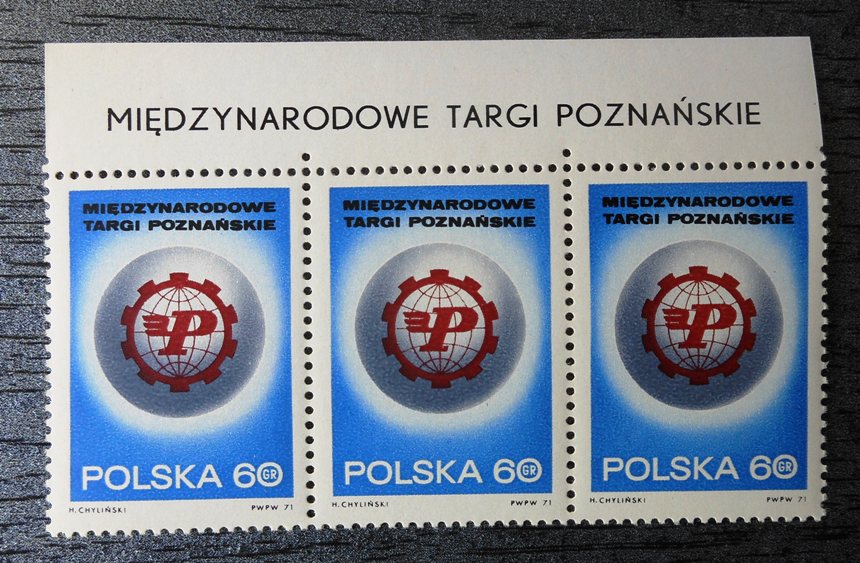 MIĘDZYNARODOWE TARGI POZNAŃSKIE
MIĘDZYNARODOWE
TARGI POZNAŃSKIE
P
POLSKA 60 GR
H. CHYLIŃSKI PWPW 71
MIĘDZYNARODOWE
TARGI POZNAŃSKIE
P
POLSKA 60 GR
H. CHYLIŃSKI PWPW 71
MIĘDZYNARODOWE
TARGI POZNAŃSKIE
P
POLSKA 60 GR
H. CHYLIŃSKI PWPW 71